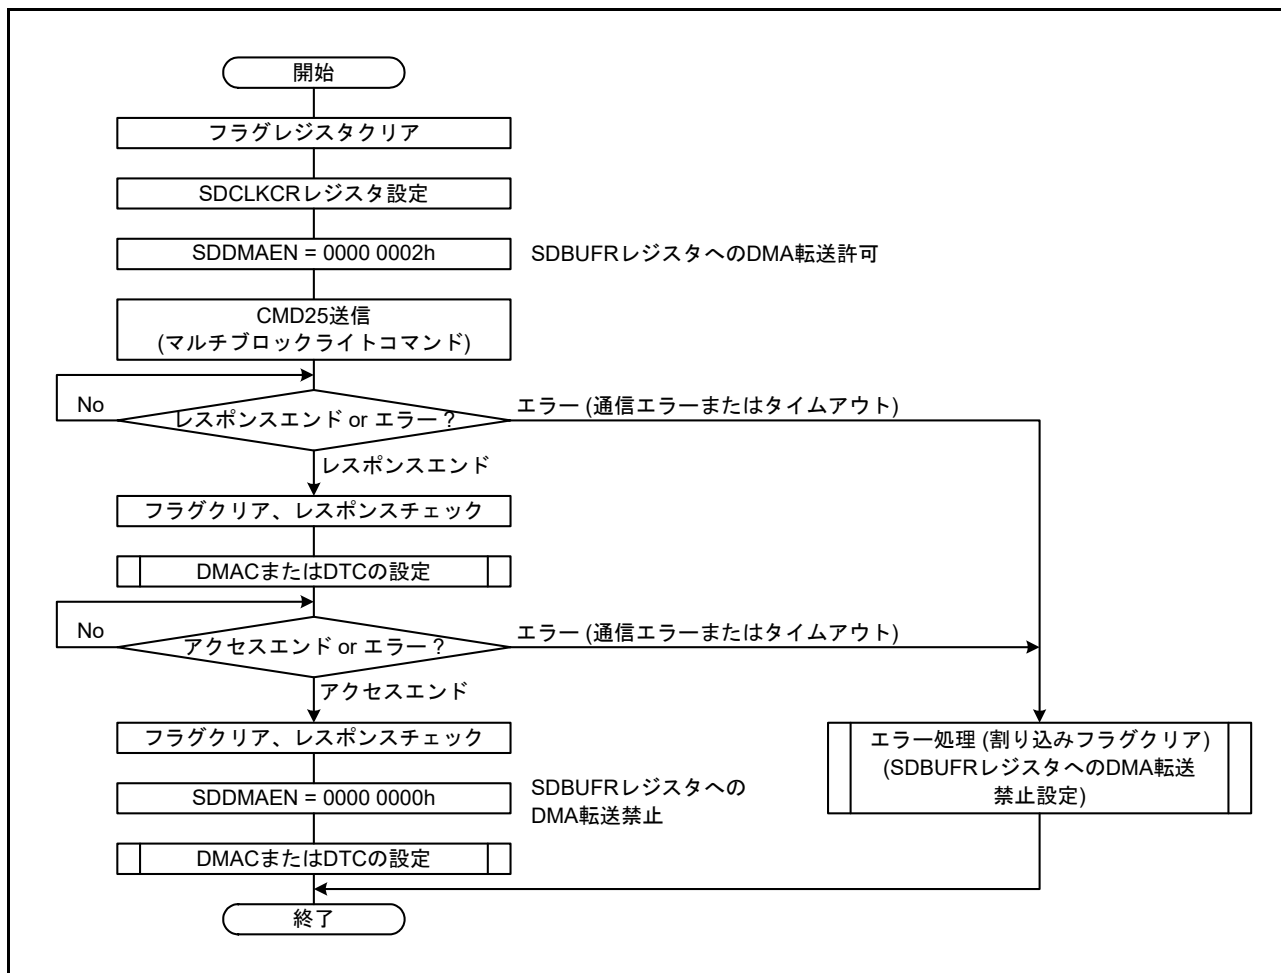 開始
フラグレジスタクリア
SDCLKCRレジスタ設定
SDDMAEN = 0000 0002h
SDBUFRレジスタへのDMA転送許可
CMD25送信
(マルチブロックライトコマンド)
No
レスポンスエンド or エラー ?
エラー (通信エラーまたはタイムアウト)
レスポンスエンド
フラグクリア、レスポンスチェック
DMACまたはDTCの設定
No
アクセスエンド or エラー ?
エラー (通信エラーまたはタイムアウト)
アクセスエンド
フラグクリア、レスポンスチェック
エラー処理 (割り込みフラグクリア)
(SDBUFRレジスタへのDMA転送
禁止設定)
SDDMAEN = 0000 0000h
SDBUFRレジスタへの
DMA転送禁止
DMACまたはDTCの設定
終了